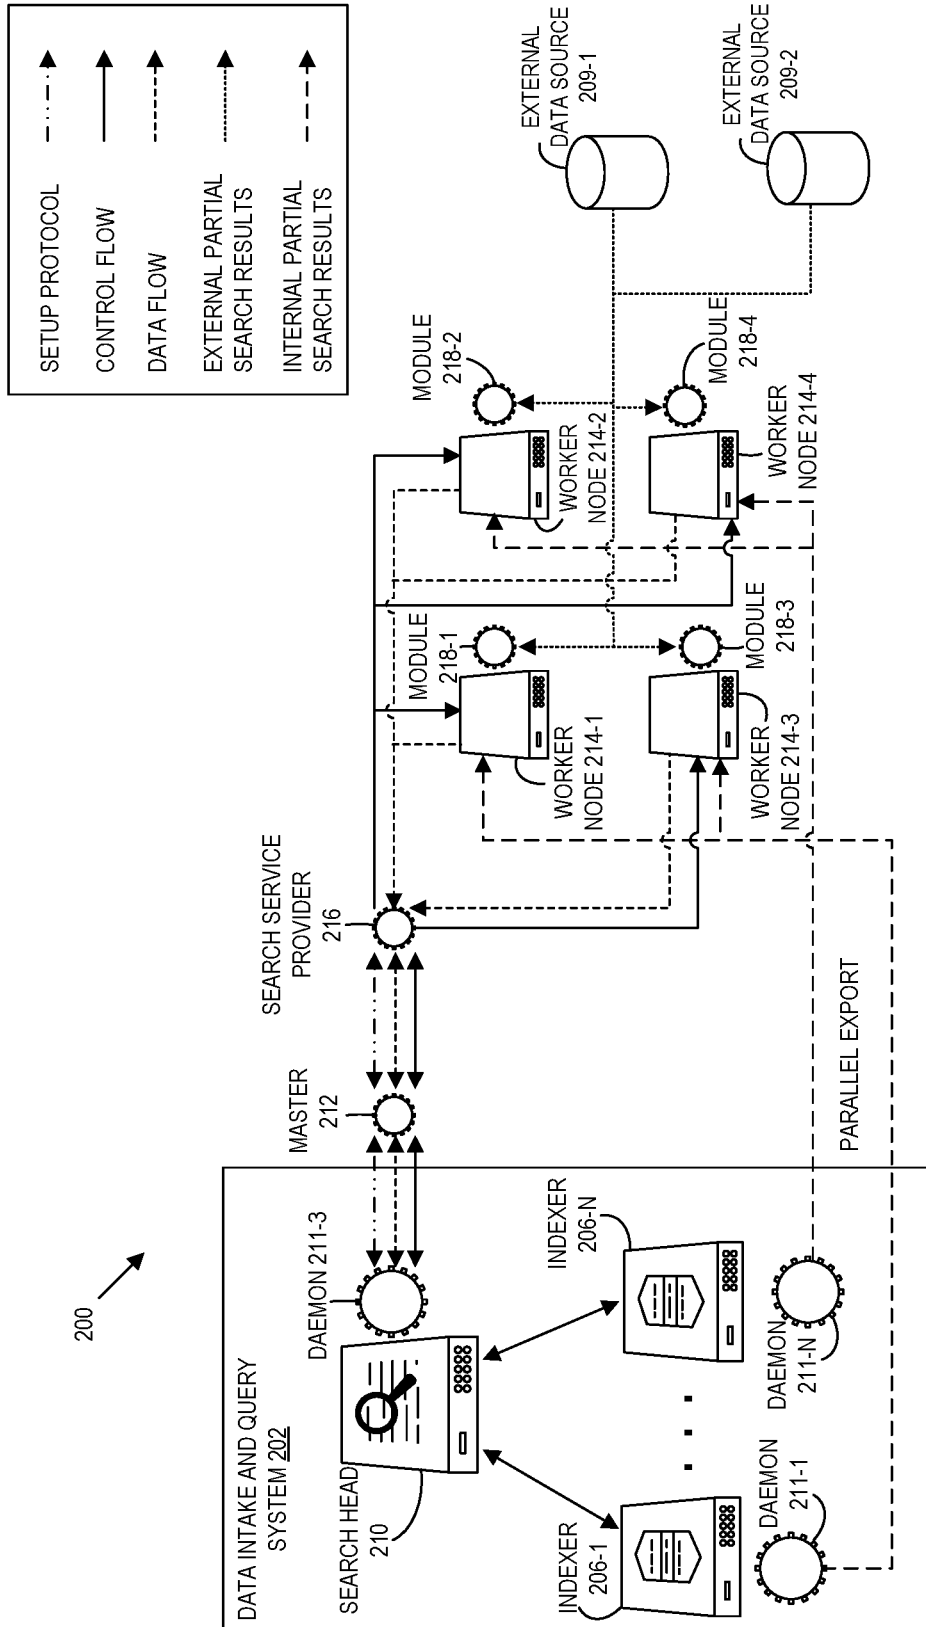 200
DATA INTAKE AND QUERY
SYSTEM 202
SEARCH HEAD
210
DAEMON 211-3
INDEXER
206-1
INDEXER
206-N
DAEMON
211-1
DAEMON
211-N
MASTER
212
SEARCH SERVICE
PROVIDER
216
PARALLEL EXPORT
WORKER
NODE 214-1
MODULE
218-1
WORKER
NODE 214-2
MODULE
218-2
WORKER
NODE 214-3
MODULE
218-3
WORKER
NODE 214-4
MODULE
218-4
EXTERNAL
DATA SOURCE
209-1
EXTERNAL
DATA SOURCE
209-2
SETUP PROTOCOL
CONTROL FLOW
DATA FLOW
EXTERNAL PARTIAL
SEARCH RESULTS
INTERNAL PARTIAL
SEARCH RESULTS